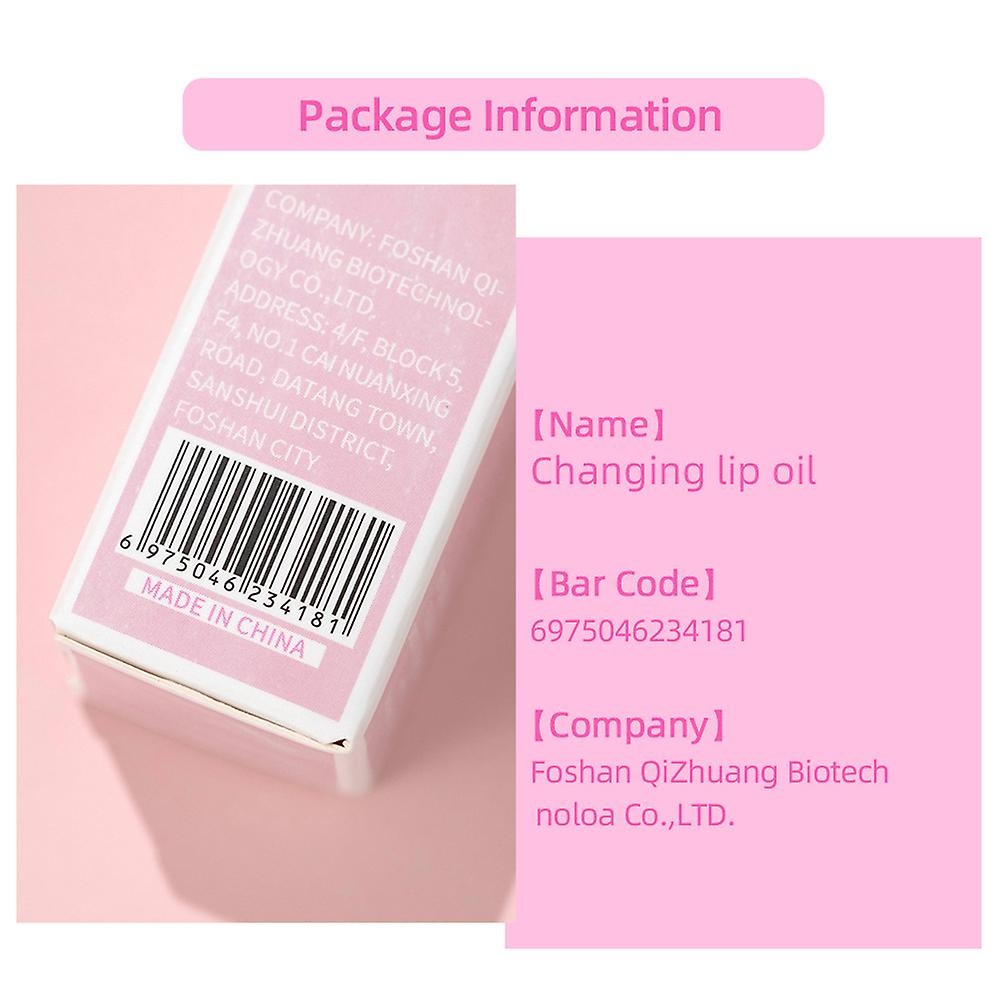 Package Information
COMPANY: FOSHAN QI-
ZHUANG BIOTECHNOL-
OGY CO.,LTD.
ADDRESS: 4/F, BLOCK 5,
F4, NO.1 CAI NUANXING
ROAD, DATANG TOWN,
SANSHUI DISTRICT,
FOSHAN CITY
6 975046 234181
MADE IN CHINA
【Name】
Changing lip oil
【Bar Code】
6975046234181
【Company】
Foshan QiZhuang Biotech
noloa Co.,LTD.